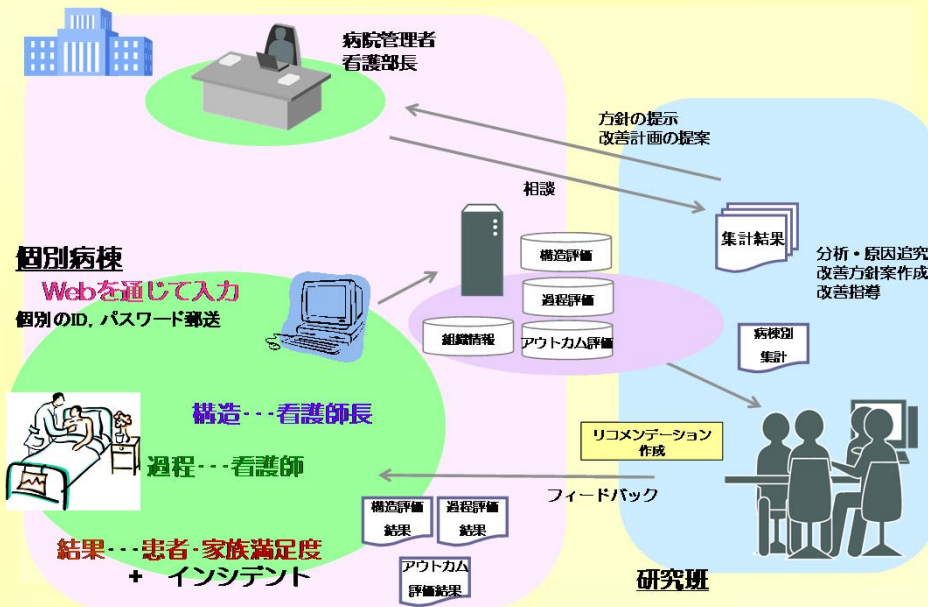 病院管理者
看護部長
方針の提示
改善計画の提案
相談
集計結果
分析・原因追究
改善方針案作成
改善指導
個別病棟
Webを通じて入力
個別のID，パスワード郵送
構造評価
過程評価
組織情報
アウトカム評価
病棟別
集計
構造･･･看護師長
過程･･･看護師
結果･･･患者・家族満足度
+ インシデント
リコメンデーション
作成
フィードバック
構造評価
結果
過程評価
結果
アウトカム
評価結果
研究班